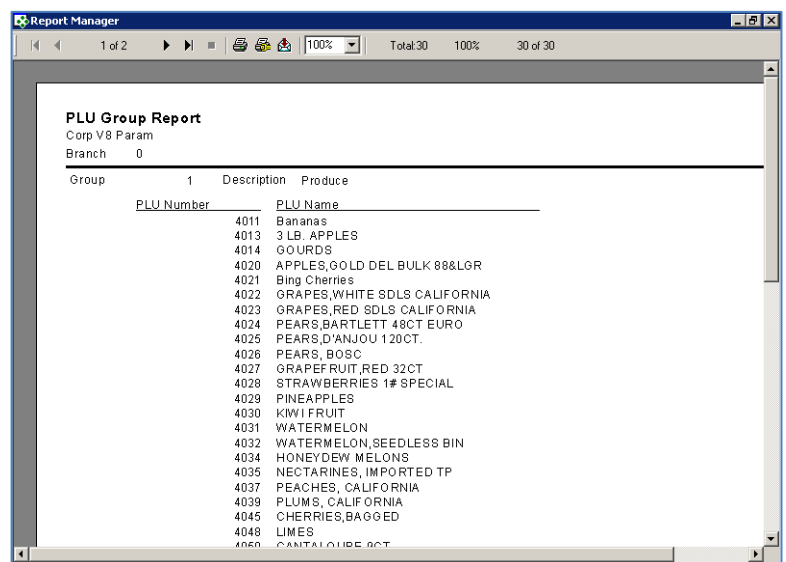 Report Manager
1 of 2 100% Total:30 100% 30 of 30
PLU Group Report
Corp V8 Param
Branch 0
Group 1 Description Produce
PLU Number PLU Name
4011 Bananas
4013 3 LB. APPLES
4014 GOURDS
4020 APPLES,GOLD DEL BULK 88&LGR
4021 Bing Cherries
4022 GRAPES,WHITE SDLS CALIFORNIA
4023 GRAPES,RED SDLS CALIFORNIA
4024 PEARS,BARTLETT 48CT EURO
4025 PEARS,D'ANJOU 120CT.
4026 PEARS, BOSC
4027 GRAPEFRUIT,RED 32CT
4028 STRAWBERRIES 1# SPECIAL
4029 PINEAPPLES
4030 KIWI FRUIT
4031 WATERMELON
4032 WATERMELON,SEEDLESS BIN
4034 HONEYDEW MELONS
4035 NECTARINES, IMPORTED TP
4037 PEACHES, CALIFORNIA
4039 PLUMS, CALIFORNIA
4045 CHERRIES,BAGGED
4048 LIMES
4050 CANTALOUPE 9CT